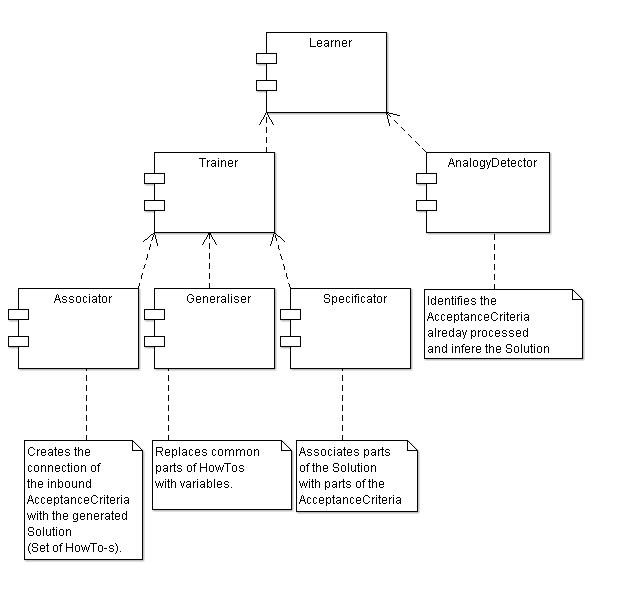 Learner
Trainer
AnalogyDetector
Associator
Generaliser
Specificator
Identifies the
AcceptanceCriteria
alreday processed
and infere the Solution
Creates the
connection of
the inbound
AcceptanceCriteria
with the generated
Solution
(Set of HowTo-s).
Replaces common
parts of HowTos
with variables.
Associates parts
of the Solution
with parts of the
AcceptanceCriteria